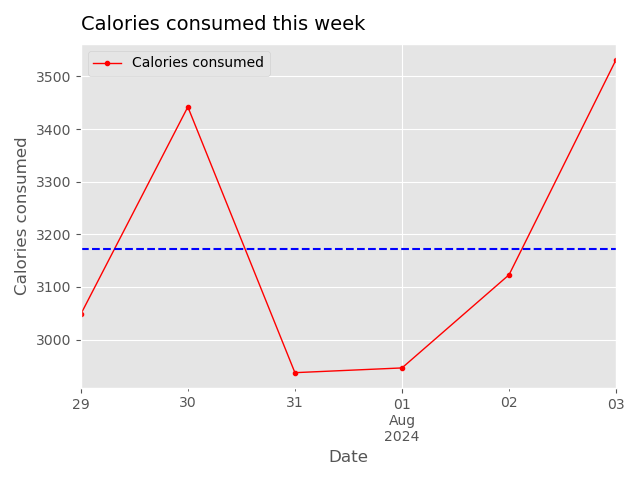 Calories consumed this week
Calories consumed
3500
3400
3300
3200
3100
3000
Calories consumed
29
30
31
01
02
03
Aug
2024
Date